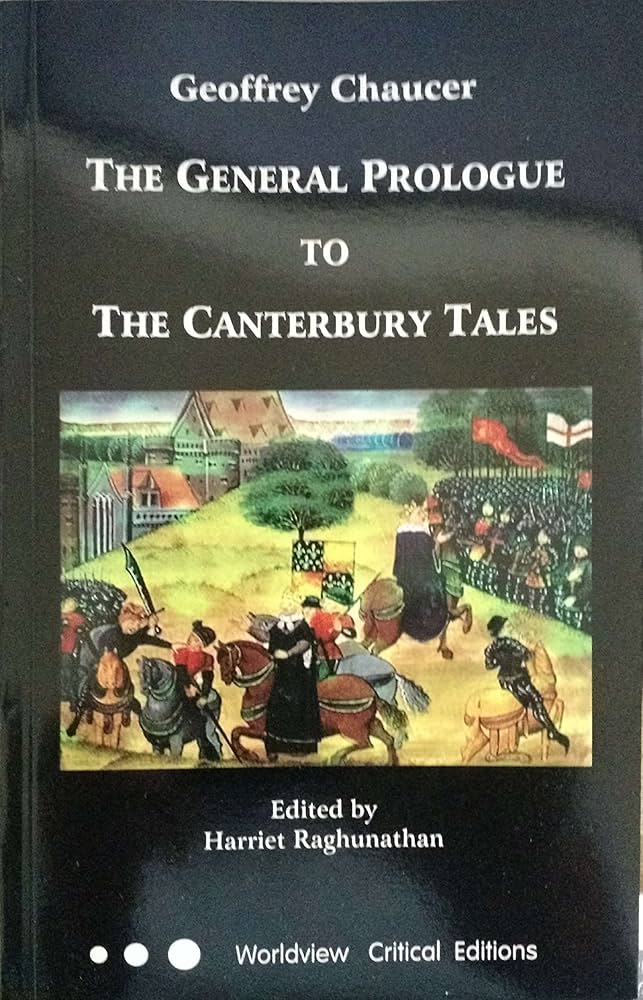 Geoffrey Chaucer
THE GENERAL PROLOGUE
TO
THE CANTERBURY TALES
Edited by
Harriet Raghunathan
Worldview Critical Editions